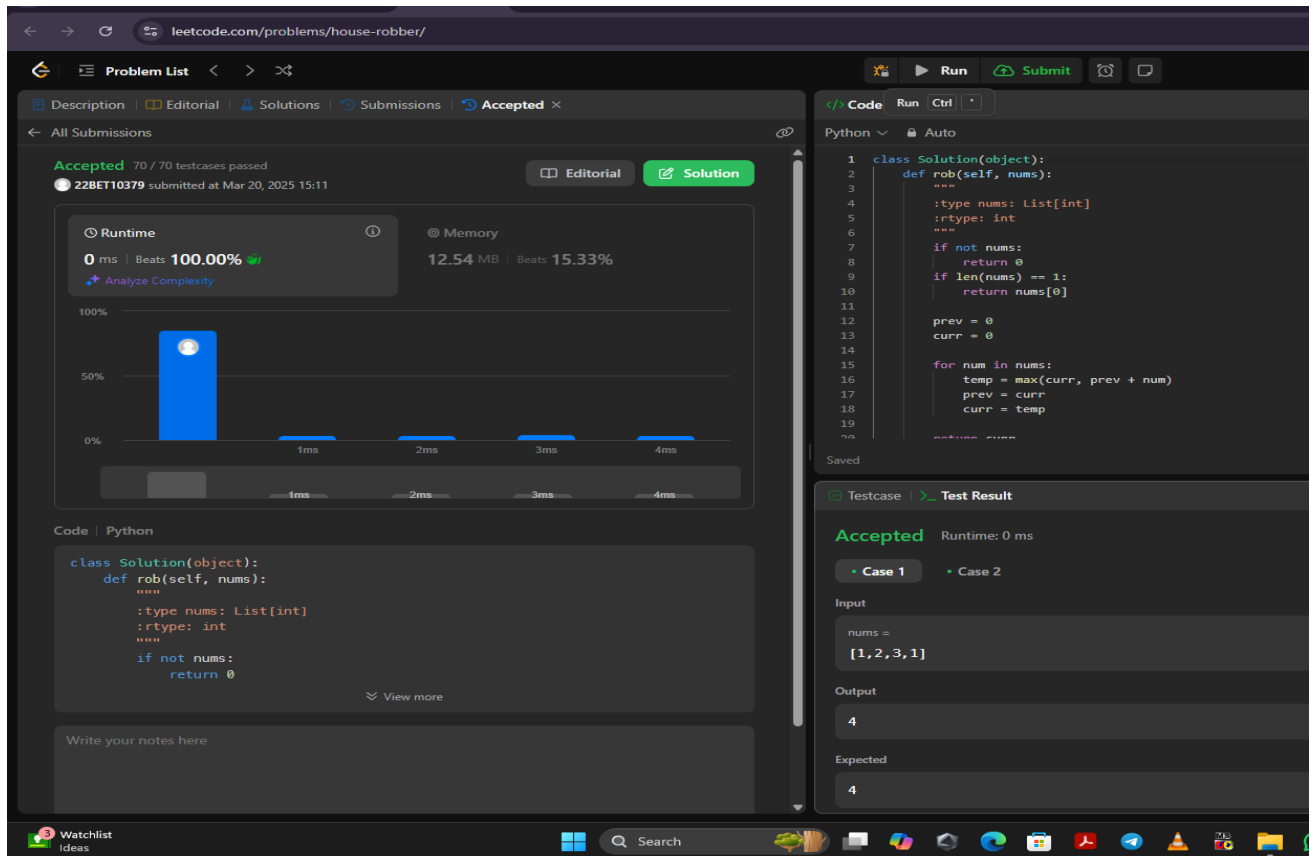 leetcode.com/problems/house-robber/
Problem List
Run
Submit
Description
Editorial
Solutions
Submissions
Accepted
All Submissions
Accepted 70 / 70 testcases passed
22BET10379 submitted at Mar 20, 2025 15:11
Editorial
Solution
Runtime
0 ms | Beats 100.00%
Analyze Complexity
Memory
12.54 MB | Beats 15.33%
100%
50%
0%
1ms 2ms 3ms 4ms
1ms 2ms 3ms 4ms
Code | Python
class Solution(object):
    def rob(self, nums):
        """
        :type nums: List[int]
        :rtype: int
        """
        if not nums:
            return 0
View more
Write your notes here
</> Code
Run Ctrl '
Python
Auto
1 class Solution(object):
2     def rob(self, nums):
3         """
4         :type nums: List[int]
5         :rtype: int
6         """
7         if not nums:
8             return 0
9         if len(nums) == 1:
10             return nums[0]
11
12         prev = 0
13         curr = 0
14
15         for num in nums:
16             temp = max(curr, prev + num)
17             prev = curr
18             curr = temp
19
20         return curr
Saved
Testcase
>_ Test Result
Accepted Runtime: 0 ms
• Case 1
• Case 2
Input
nums =
[1,2,3,1]
Output
4
Expected
4
3
Watchlist
Ideas
Search